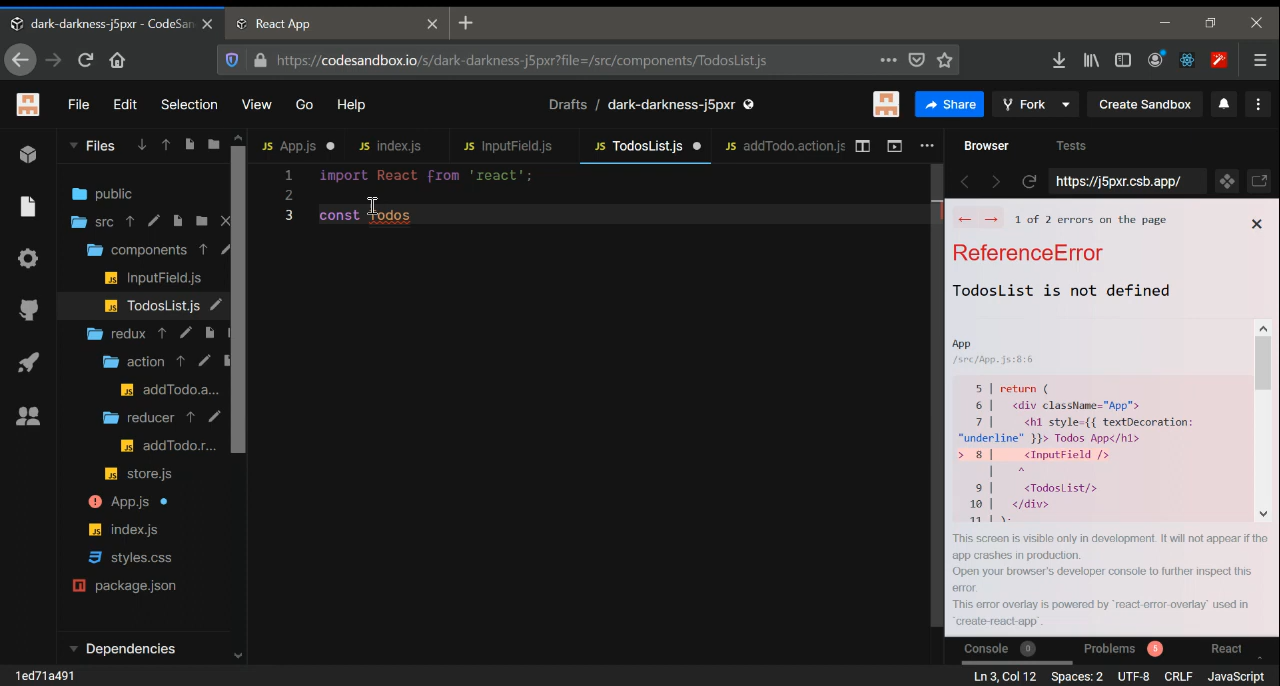 dark-darkness-j5pxr - CodeSan
React App
https://codesandbox.io/s/dark-darkness-j5pxr?file=/src/components/TodosList.js
File Edit Selection View Go Help
Drafts / dark-darkness-j5pxr
Share
Fork
Create Sandbox
Files
public
src
components
InputField.js
TodosList.js
redux
action
addTodo.a...
reducer
addTodo.r...
store.js
App.js
index.js
styles.css
package.json
Dependencies
App.js
index.js
InputField.js
TodosList.js
addTodo.action.js
1 import React from 'react';
2
3 const Todos
Browser
Tests
https://j5pxr.csb.app/
← → 1 of 2 errors on the page
ReferenceError
TodosList is not defined
App
/src/App.js:8:6
5 | return (
6 | <div className="App">
7 | <h1 style={{ textDecoration:
"underline" }}> Todos App</h1>
> 8 | <InputField />
| ^
9 | <TodosList/>
10 | </div>
11 | );
This screen is visible only in development. It will not appear if the
app crashes in production.
Open your browser's developer console to further inspect this
error.
This error overlay is powered by `react-error-overlay` used in
`create-react-app`.
Console 0
Problems 5
React
1ed71a491
Ln 3, Col 12 Spaces: 2 UTF-8 CRLF JavaScript